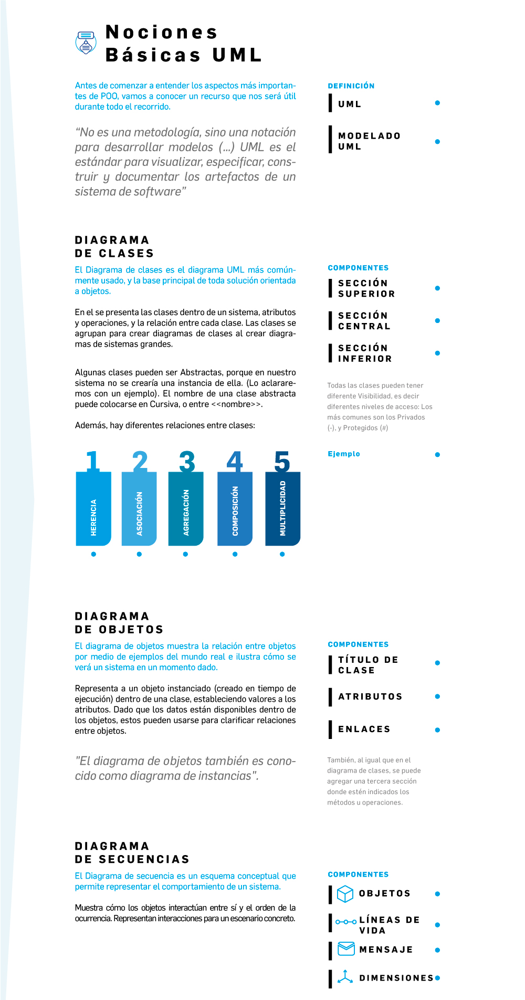 Nociones
Básicas UML
Antes de comenzar a entender los aspectos más importan-
tes de POO, vamos a conocer un recurso que nos será útil
durante todo el recorrido.
“No es una metodología, sino una notación
para desarrollar modelos (...) UML es el
estándar para visualizar, especificar, cons-
truir y documentar los artefactos de un
sistema de software”
DEFINICIÓN
UML
MODELADO
UML
DIAGRAMA
DE CLASES
El Diagrama de clases es el diagrama UML más común-
mente usado, y la base principal de toda solución orientada
a objetos.
En el se presenta las clases dentro de un sistema, atributos
y operaciones, y la relación entre cada clase. Las clases se
agrupan para crear diagramas de clases al crear diagra-
mas de sistemas grandes.
Algunas clases pueden ser Abstractas, porque en nuestro
sistema no se crearía una instancia de ella. (Lo aclarare-
mos con un ejemplo). El nombre de una clase abstracta
puede colocarse en Cursiva, o entre <<nombre>>.
Además, hay diferentes relaciones entre clases:
1
HERENCIA
2
ASOCIACIÓN
3
AGREGACIÓN
4
COMPOSICIÓN
5
MULTIPLICIDAD
COMPONENTES
SECCIÓN
SUPERIOR
SECCIÓN
CENTRAL
SECCIÓN
INFERIOR
Todas las clases pueden tener
diferente Visibilidad, es decir
diferentes niveles de acceso: Los
más comunes son los Privados
(-), y Protegidos (#)
Ejemplo
DIAGRAMA
DE OBJETOS
El diagrama de objetos muestra la relación entre objetos
por medio de ejemplos del mundo real e ilustra cómo se
verá un sistema en un momento dado.
Representa a un objeto instanciado (creado en tiempo de
ejecución) dentro de una clase, estableciendo valores a los
atributos. Dado que los datos están disponibles dentro de
los objetos, estos pueden usarse para clarificar relaciones
entre objetos.
"El diagrama de objetos también es cono-
cido como diagrama de instancias".
COMPONENTES
TÍTULO DE
CLASE
ATRIBUTOS
ENLACES
También, al igual que en el
diagrama de clases, se puede
agregar una tercera sección
donde estén indicados los
métodos u operaciones.
DIAGRAMA
DE SECUENCIAS
El Diagrama de secuencia es un esquema conceptual que
permite representar el comportamiento de un sistema.
Muestra cómo los objetos interactúan entre sí y el orden de la
ocurrencia. Representan interacciones para un escenario concreto.
COMPONENTES
OBJETOS
LÍNEAS DE
VIDA
MENSAJE
DIMENSIONES